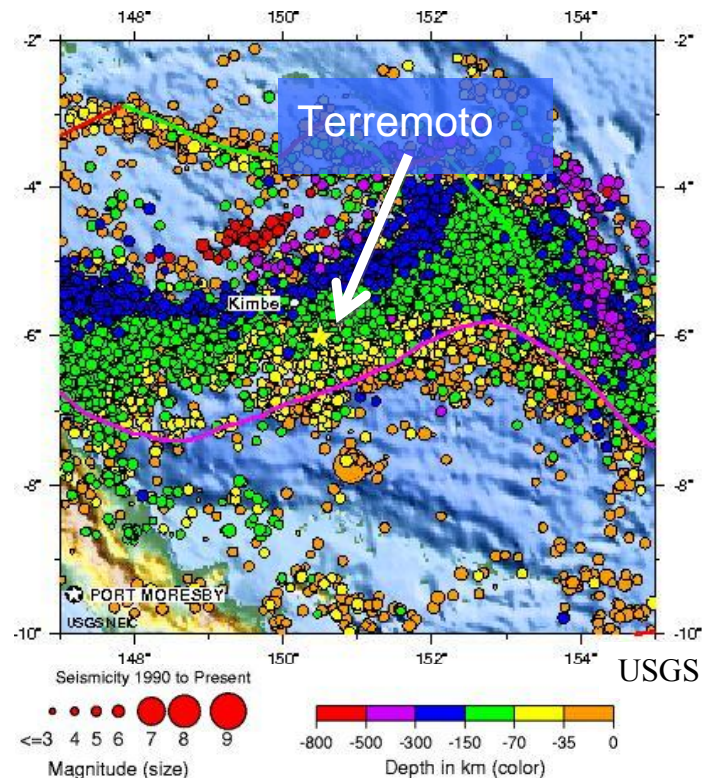 148° 150° 152° 154°
-2° -2°
Terremoto
-4° -4°
Kimbe
-6° -6°
-8° -8°
PORT MORESBY
USGS NEIC
-10° -10°
148° 150° 152° 154°
USGS
Seismicity 1990 to Present
<=3 4 5 6 7 8 9
Magnitude (size)
-800 -500 -300 -150 -70 -35 0
Depth in km (color)